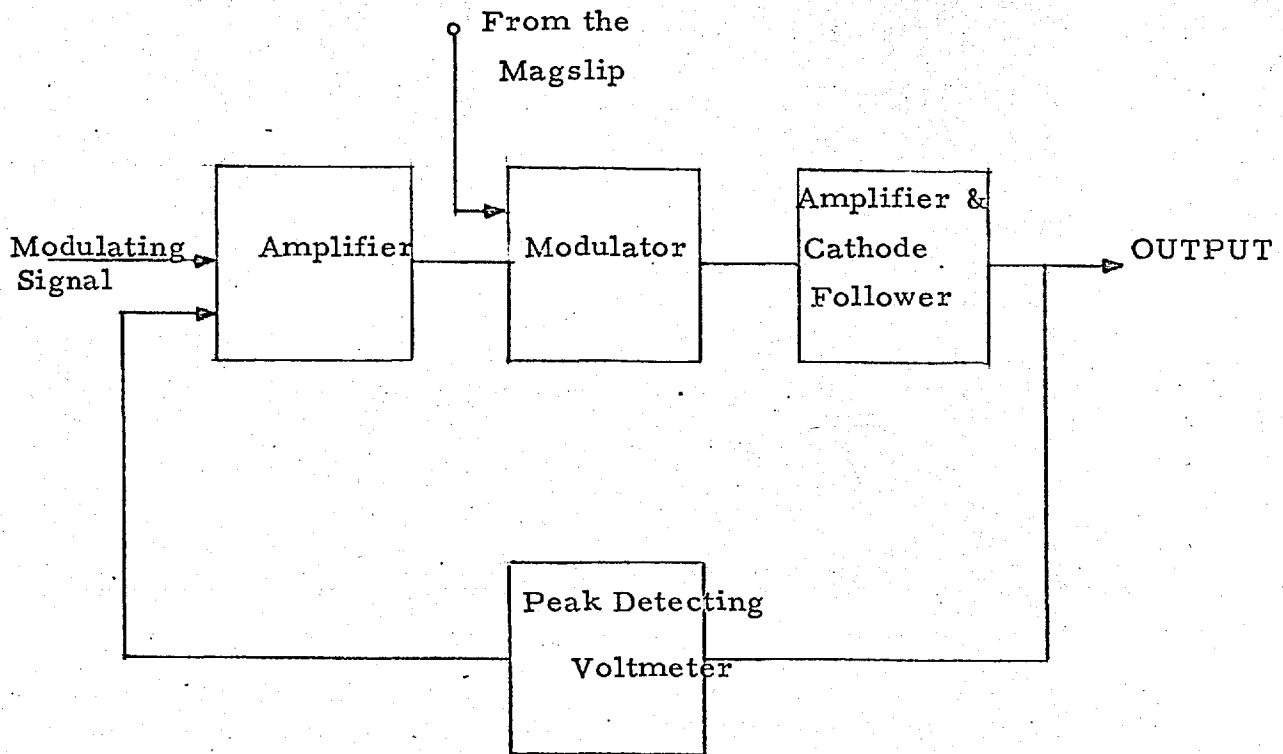 From the
Magslip
Modulating
Signal
Amplifier
Modulator
Amplifier &
Cathode
Follower
OUTPUT
Peak Detecting
Voltmeter